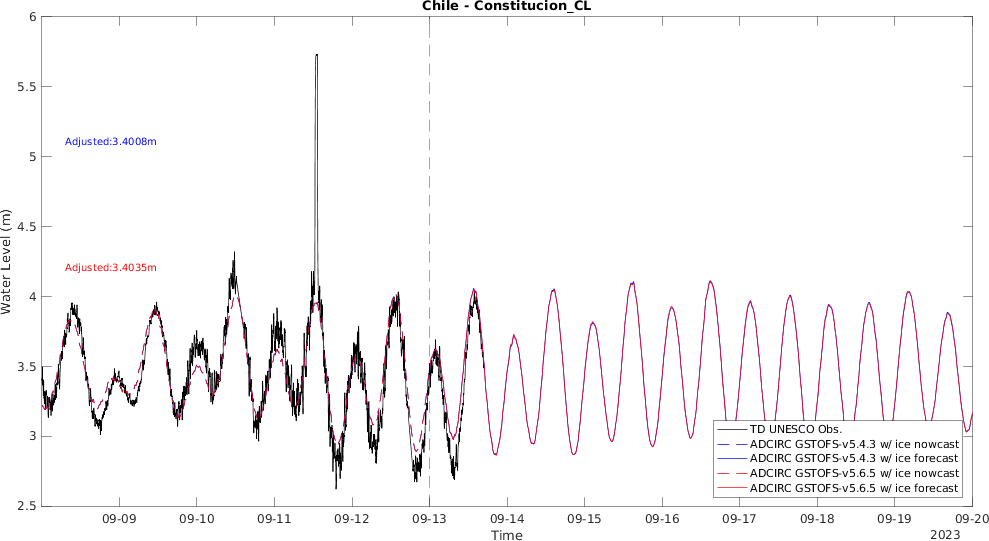 Chile - Constitucion_CL
6
5.5
5
4.5
4
3.5
3
2.5
Water Level (m)
Adjusted:3.4008m
Adjusted:3.4035m
TD UNESCO Obs.
ADCIRC GSTOFS-v5.4.3 w/ ice nowcast
ADCIRC GSTOFS-v5.4.3 w/ ice forecast
ADCIRC GSTOFS-v5.6.5 w/ ice nowcast
ADCIRC GSTOFS-v5.6.5 w/ ice forecast
09-09 09-10 09-11 09-12 09-13 09-14 09-15 09-16 09-17 09-18 09-19 09-20
Time
2023